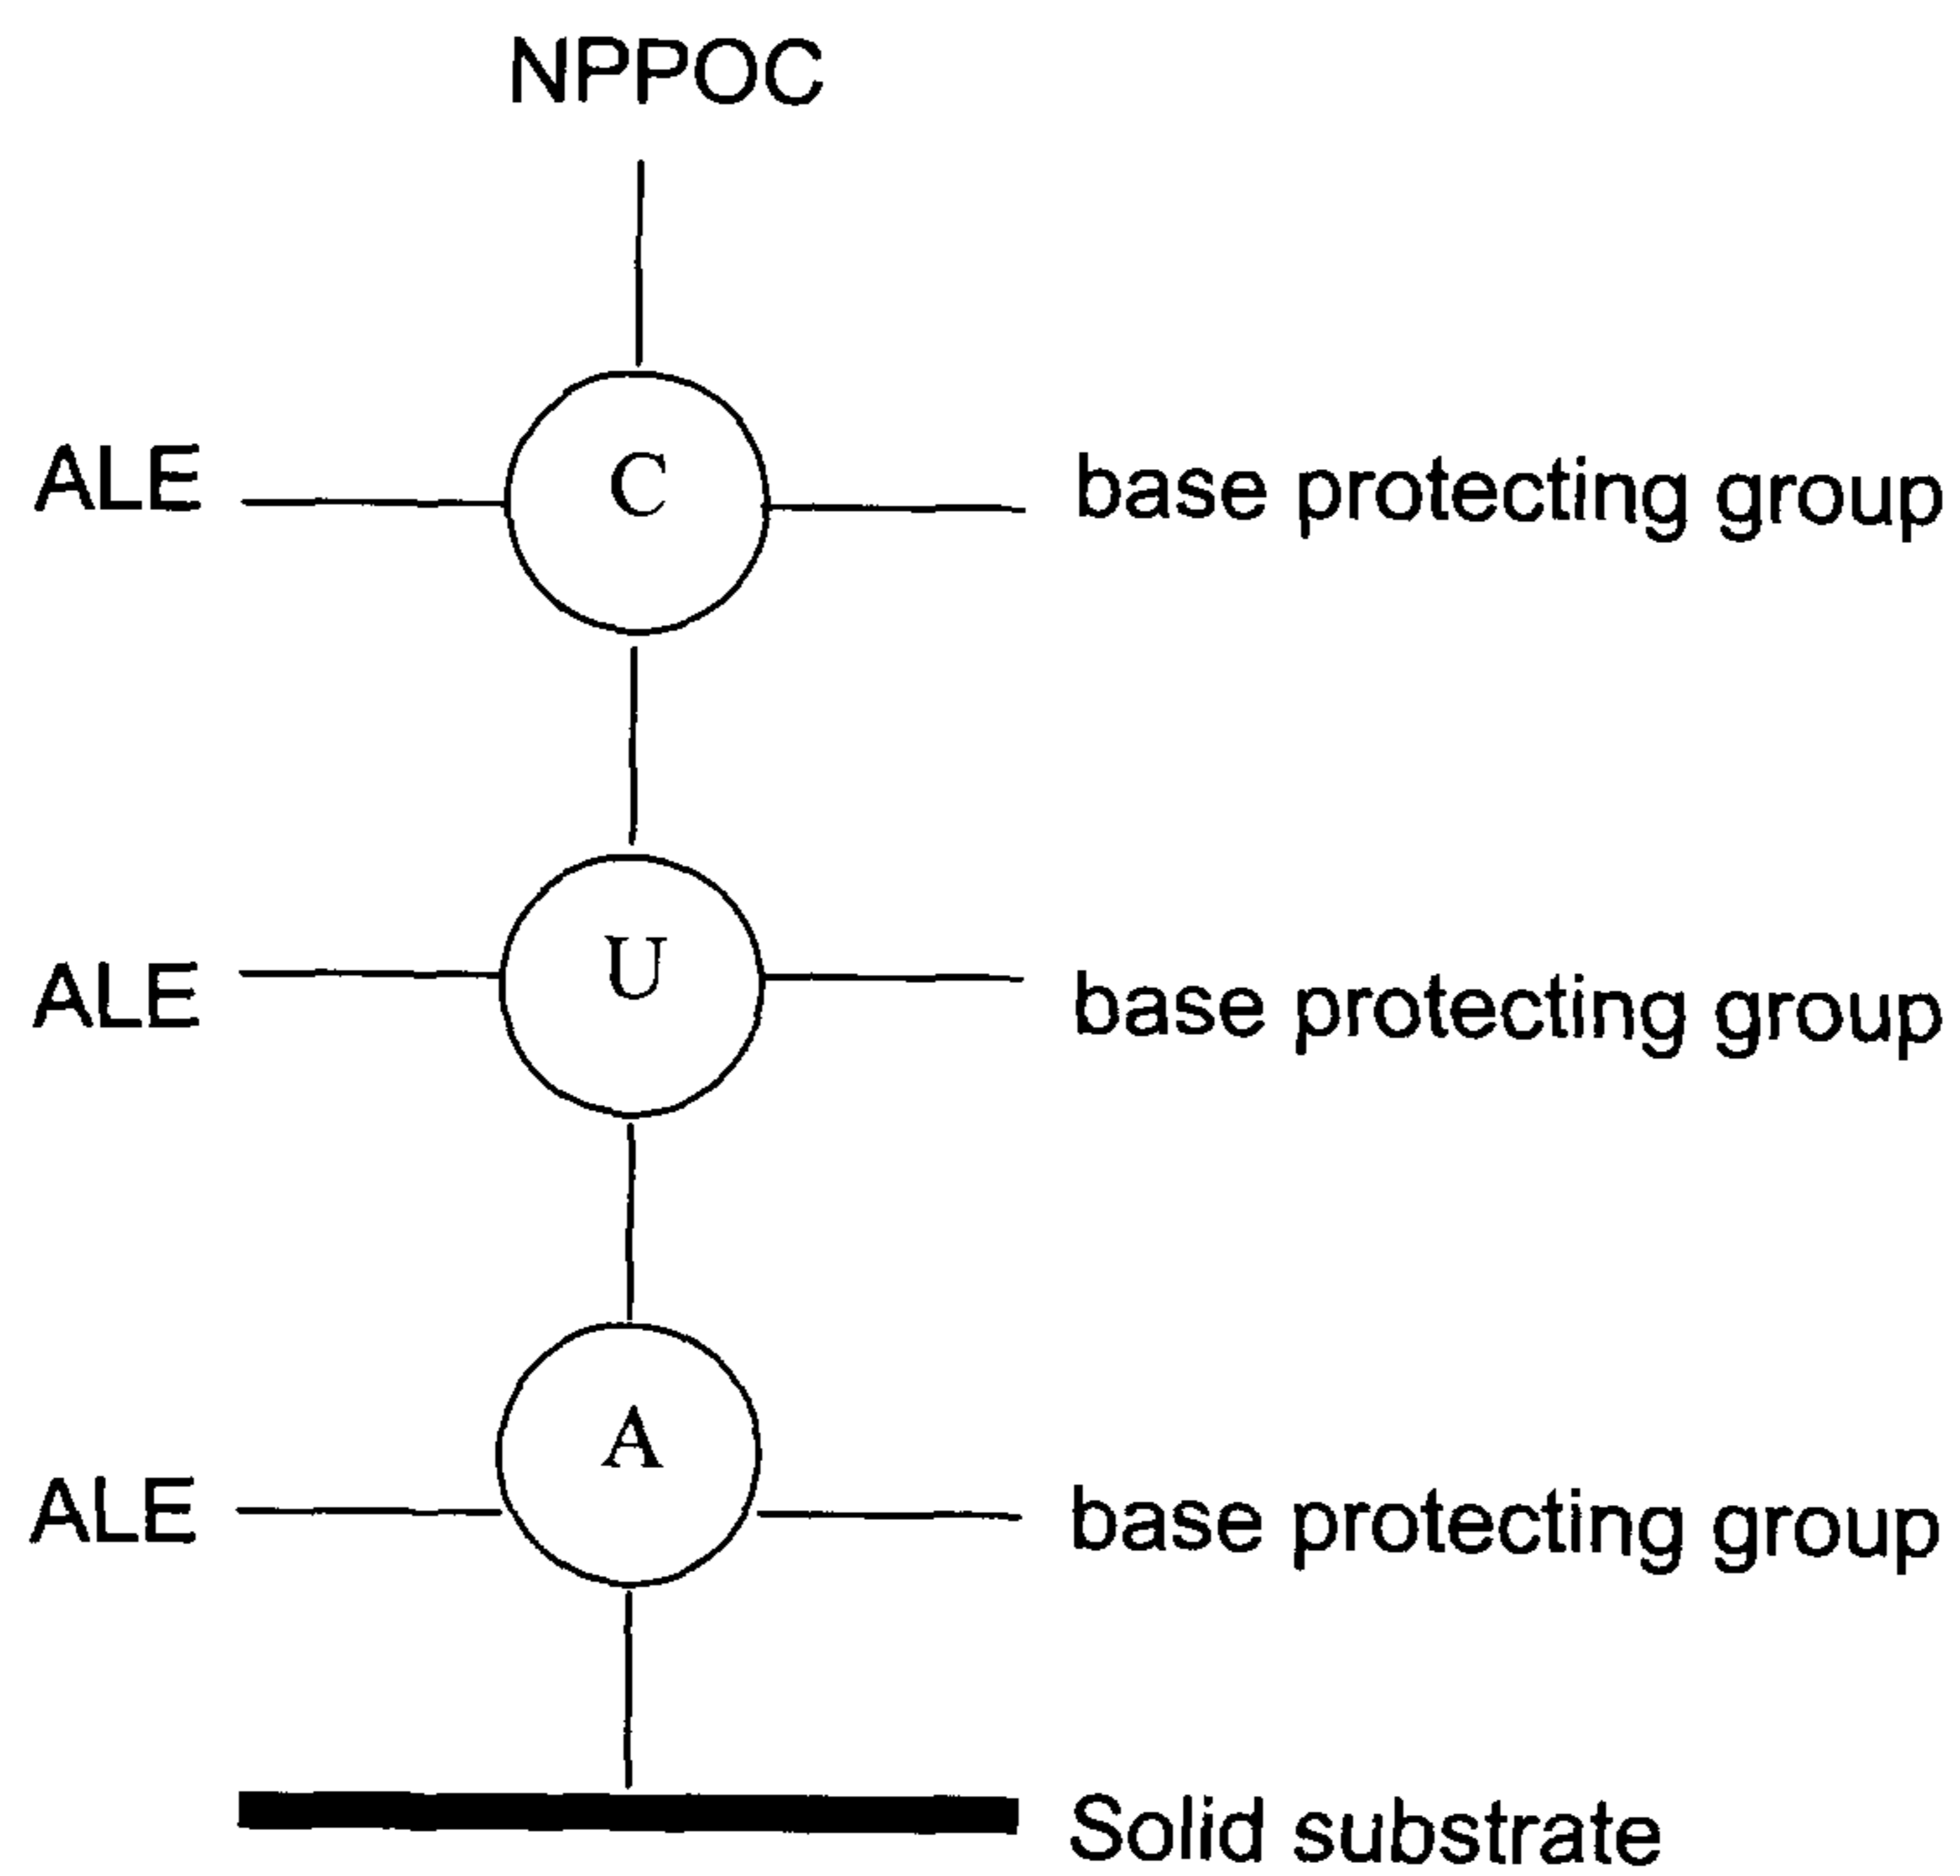 NPPOC
ALE C base protecting group
ALE U base protecting group
ALE A base protecting group
Solid substrate